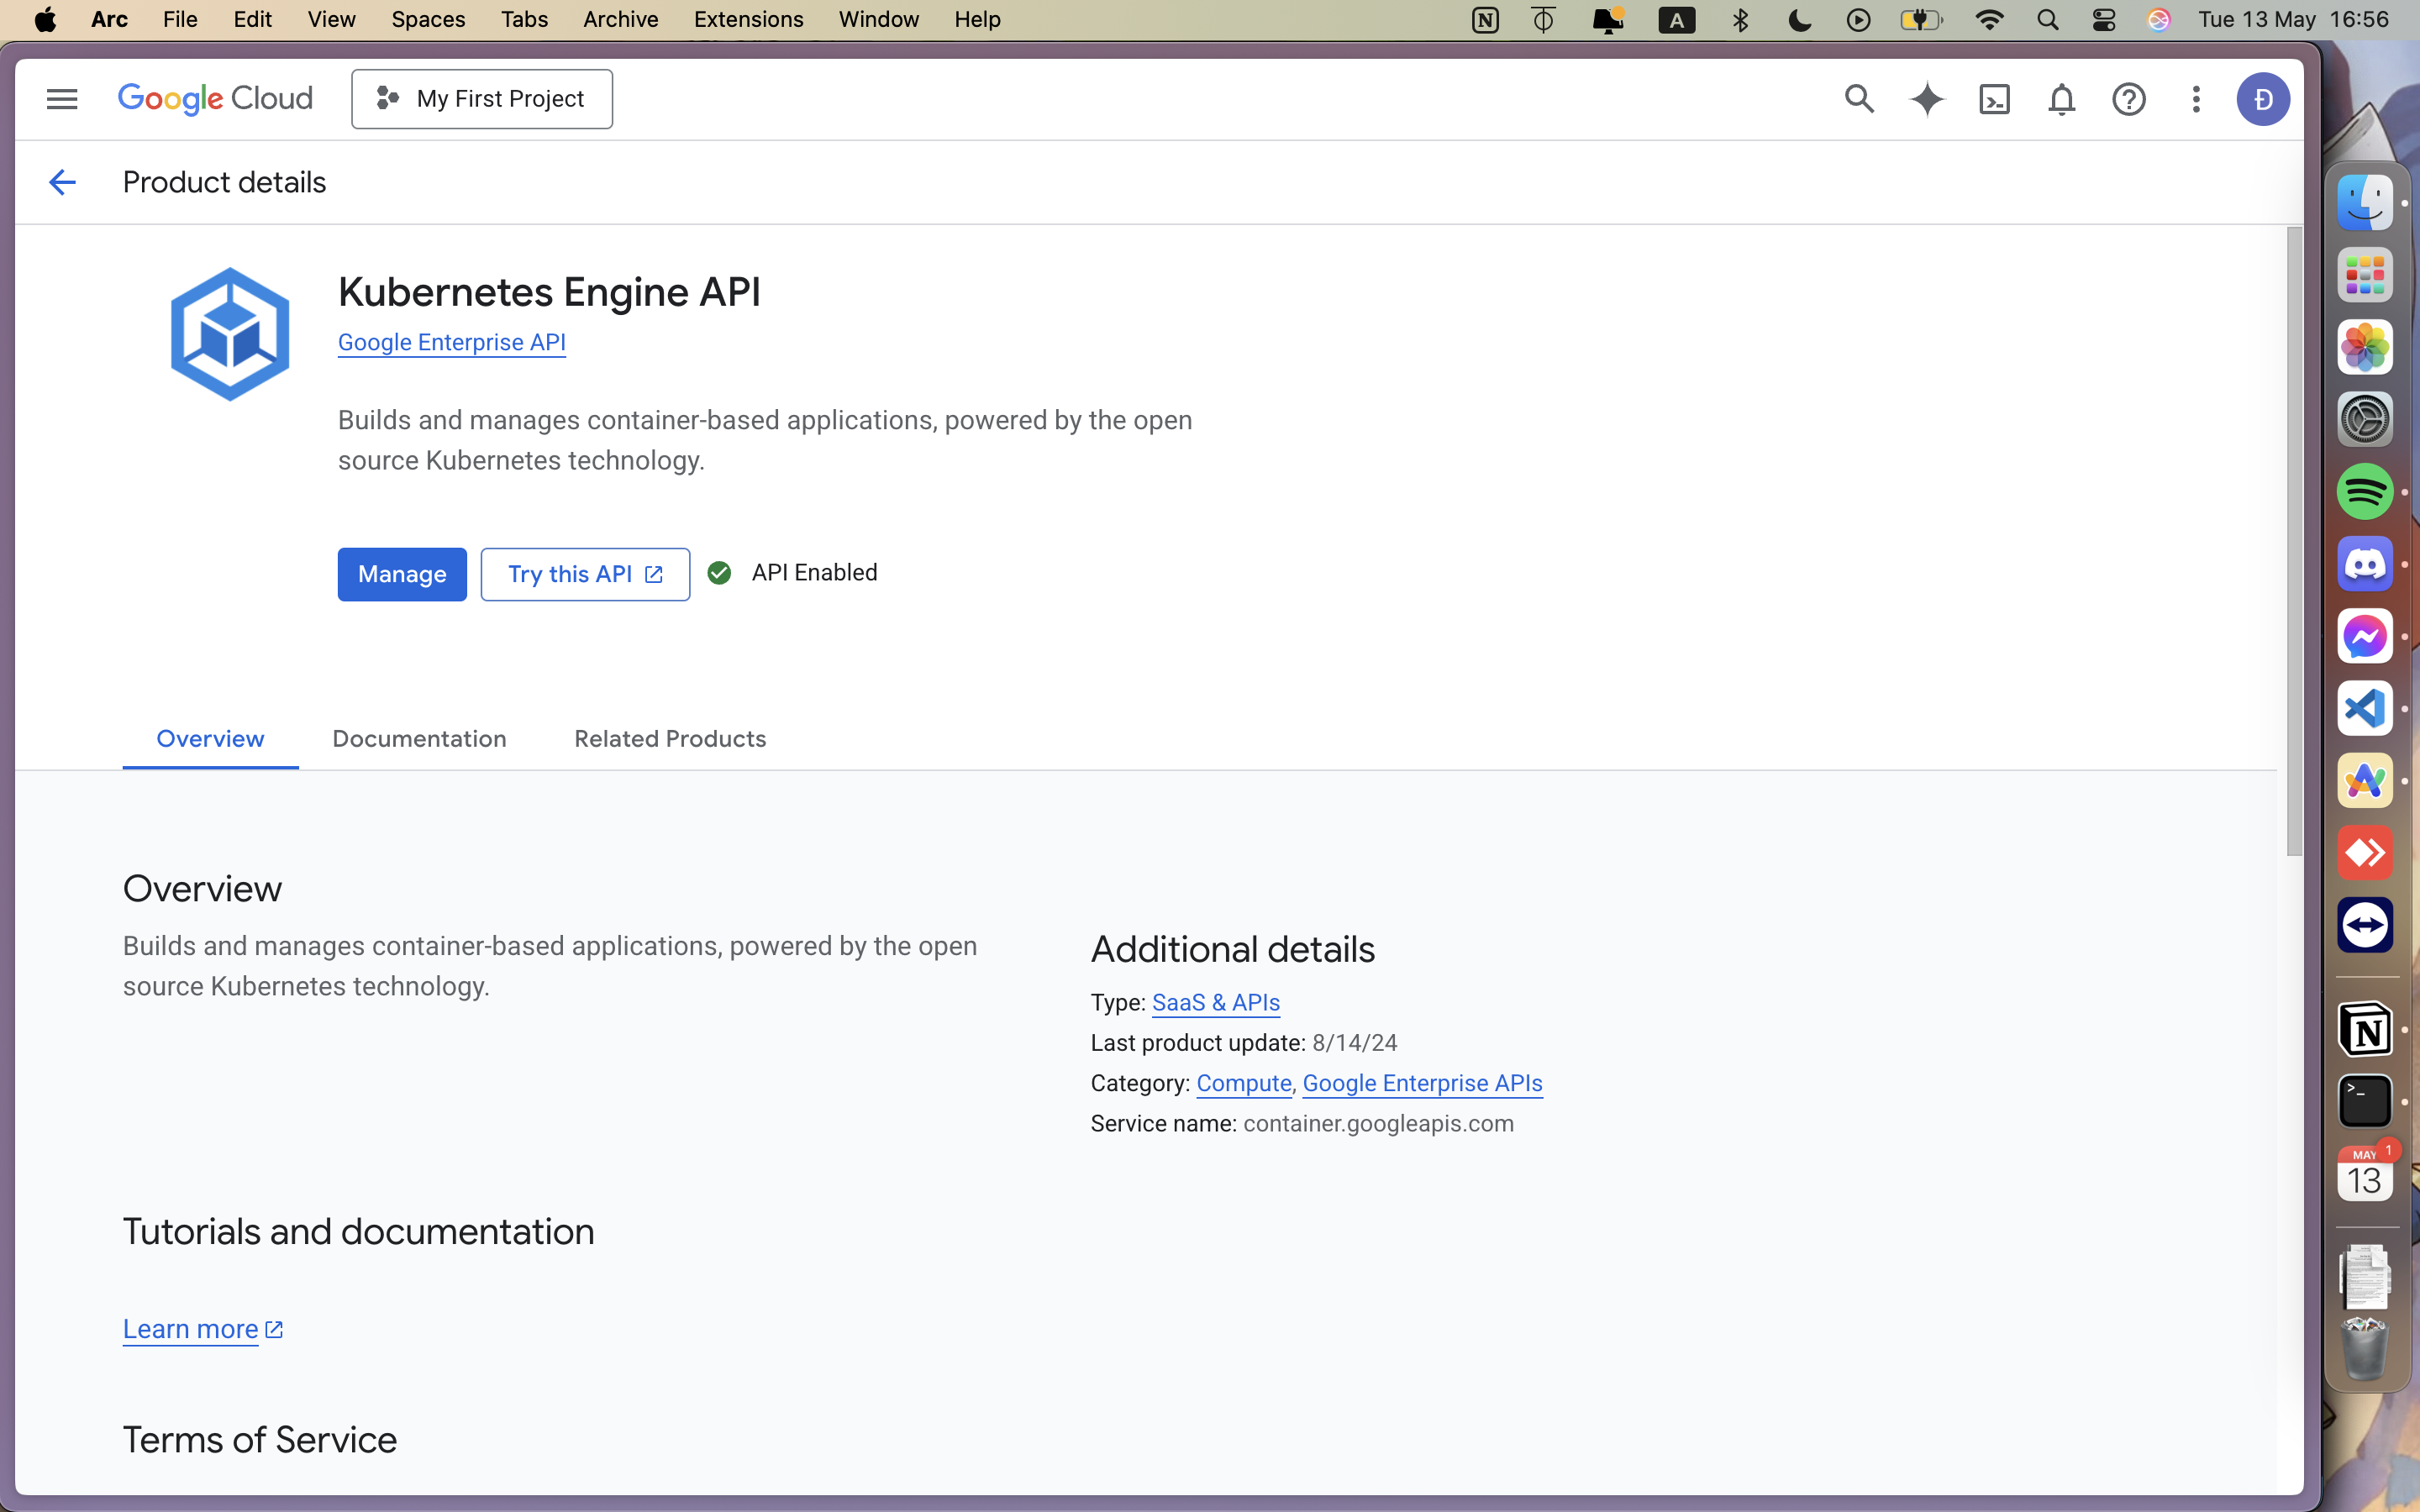 Arc File Edit View Spaces Tabs Archive Extensions Window Help
A Tue 13 May 16:56
Google Cloud
My First Project
Đ
Product details
Kubernetes Engine API
Google Enterprise API
Builds and manages container-based applications, powered by the open
source Kubernetes technology.
Manage
Try this API
API Enabled
Overview Documentation Related Products
Overview
Builds and manages container-based applications, powered by the open
source Kubernetes technology.
Additional details
Type: SaaS & APIs
Last product update: 8/14/24
Category: Compute, Google Enterprise APIs
Service name: container.googleapis.com
Tutorials and documentation
Learn more
Terms of Service
N
>_
MAY
1
13